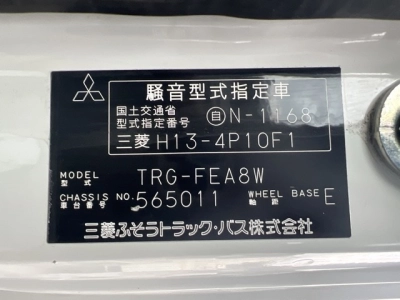 騒音型式指定車
国土交通省
型式指定番号 自 N-1168
三菱 H13-4P10F1
MODEL
型式 TRG-FEA8W
CHASSIS NO.
車台番号 565011 WHEEL BASE
軸距 E
三菱ふそうトラック・バス株式会社